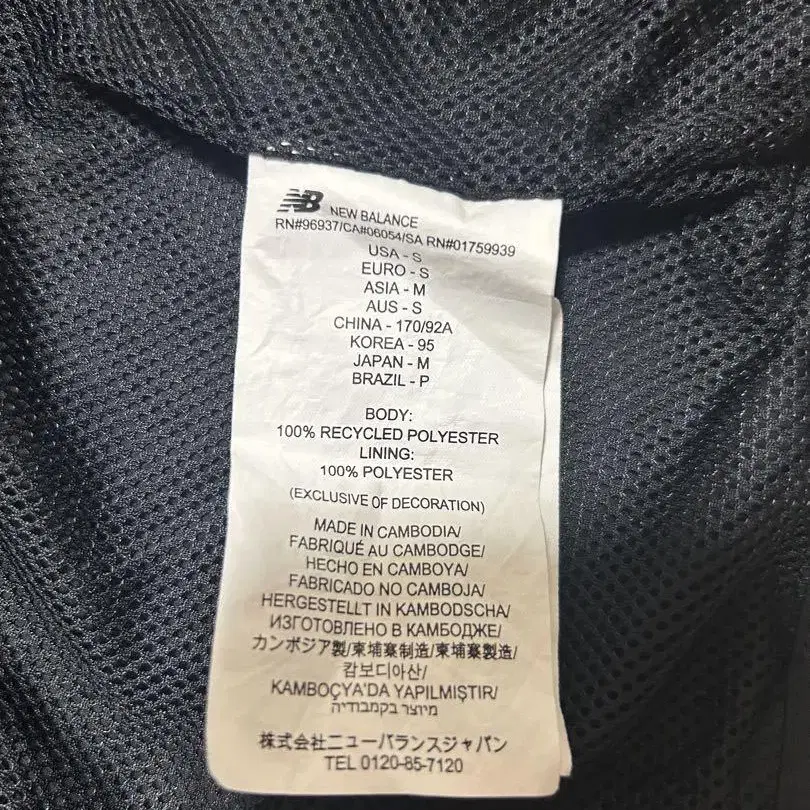 NB NEW BALANCE
RN#96937/CA#06054/SA RN#01759939
USA - S
EURO - S
ASIA - M
AUS - S
CHINA - 170/92A
KOREA - 95
JAPAN - M
BRAZIL - P
BODY:
100% RECYCLED POLYESTER
LINING:
100% POLYESTER
(EXCLUSIVE OF DECORATION)
MADE IN CAMBODIA/
FABRIQUÉ AU CAMBODGE/
HECHO EN CAMBOYA/
FABRICADO NO CAMBOJA/
HERGESTELLT IN KAMBODSCHA/
ИЗГОТОВЛЕНО В КАМБОДЖЕ/
カンボジア製/柬埔寨制造/柬埔寨製造/
캄보디아산/
KAMBOÇYA'DA YAPILMIŞTIR/
מיוצר בקמבודיה
株式会社ニューバランスジャパン
TEL 0120-85-7120